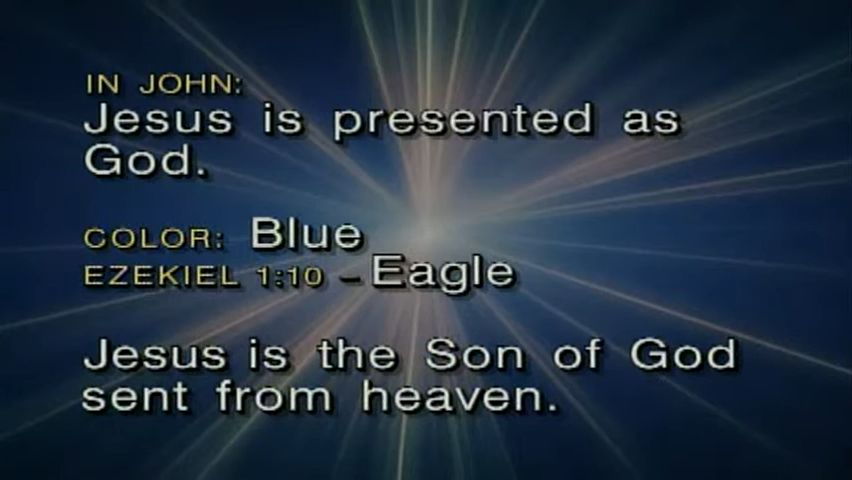 IN JOHN:
Jesus is presented as
God.
COLOR: Blue
EZEKIEL 1:10 – Eagle
Jesus is the Son of God
sent from heaven.